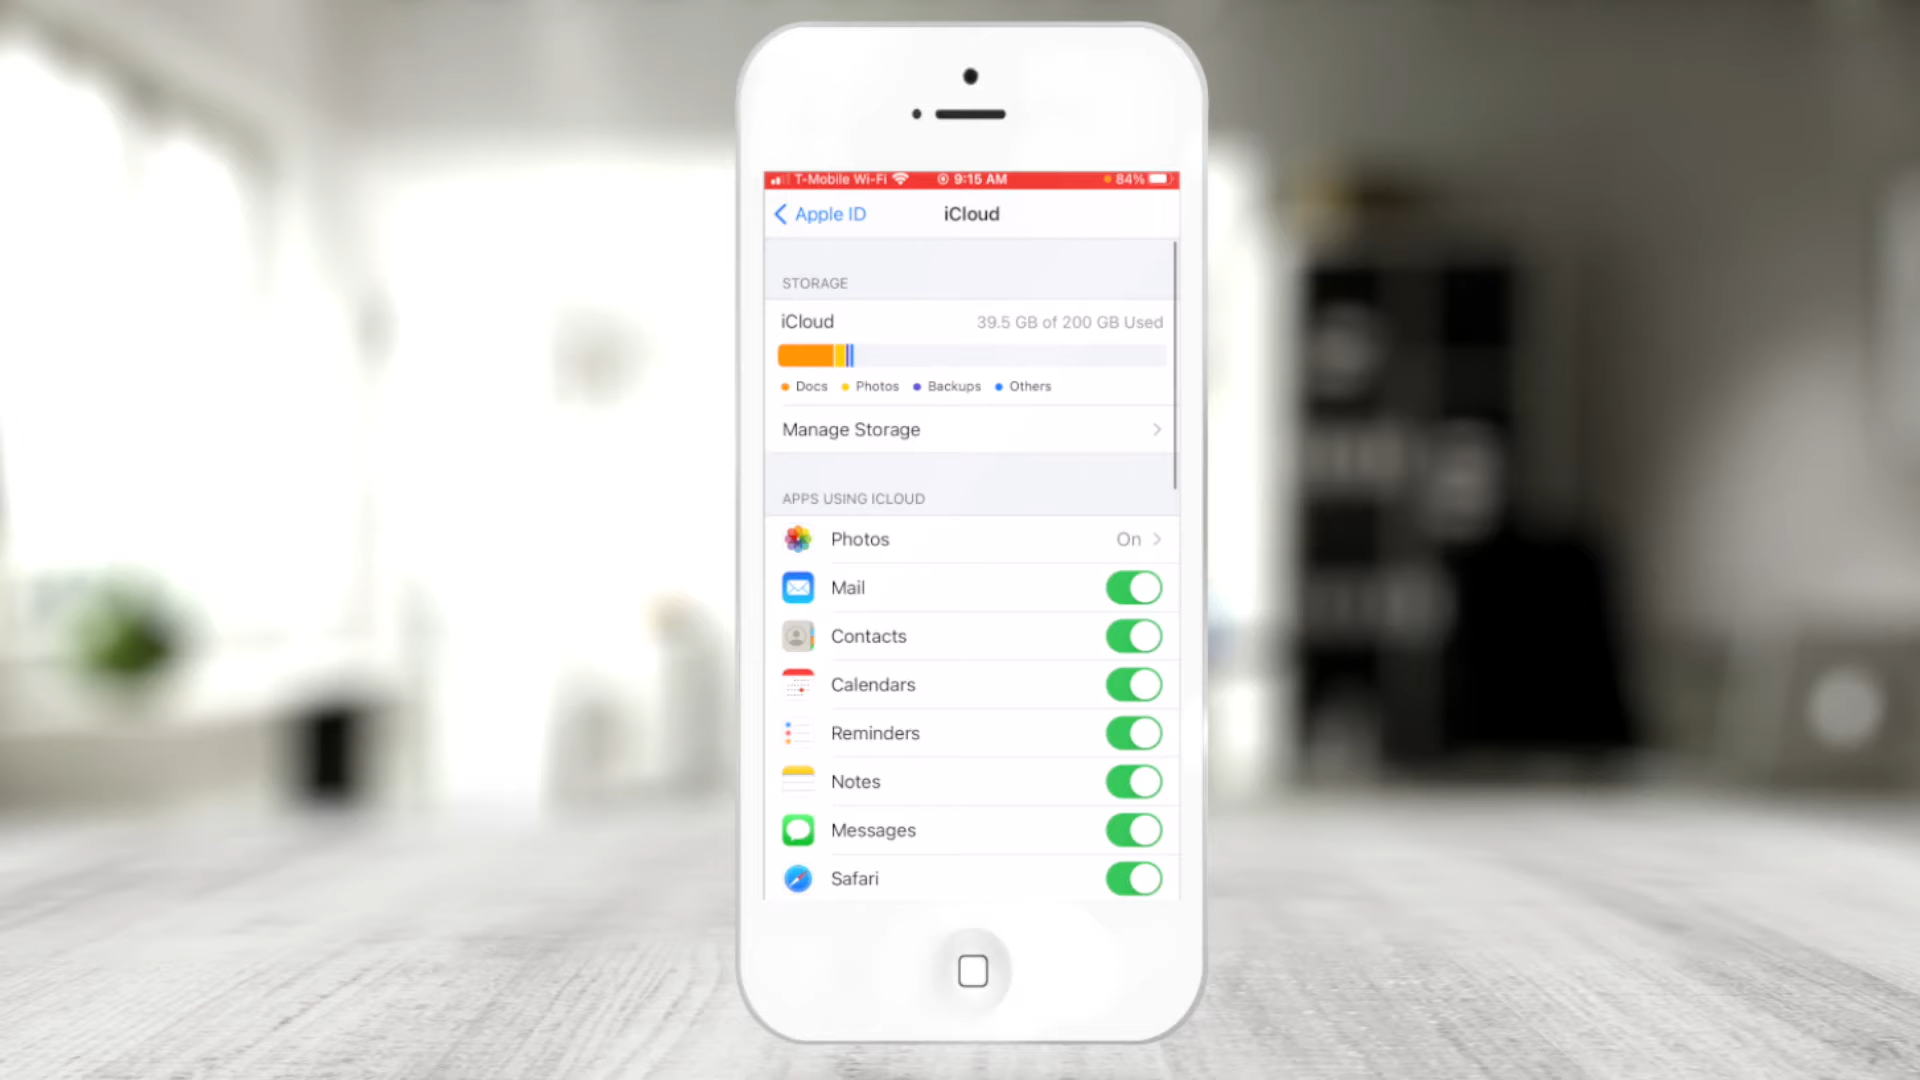 T-Mobile Wi-Fi 9:15 AM 84%
Apple ID iCloud
STORAGE
iCloud 39.5 GB of 200 GB Used
Docs Photos Backups Others
Manage Storage
APPS USING ICLOUD
Photos On
Mail
Contacts
Calendars
Reminders
Notes
Messages
Safari